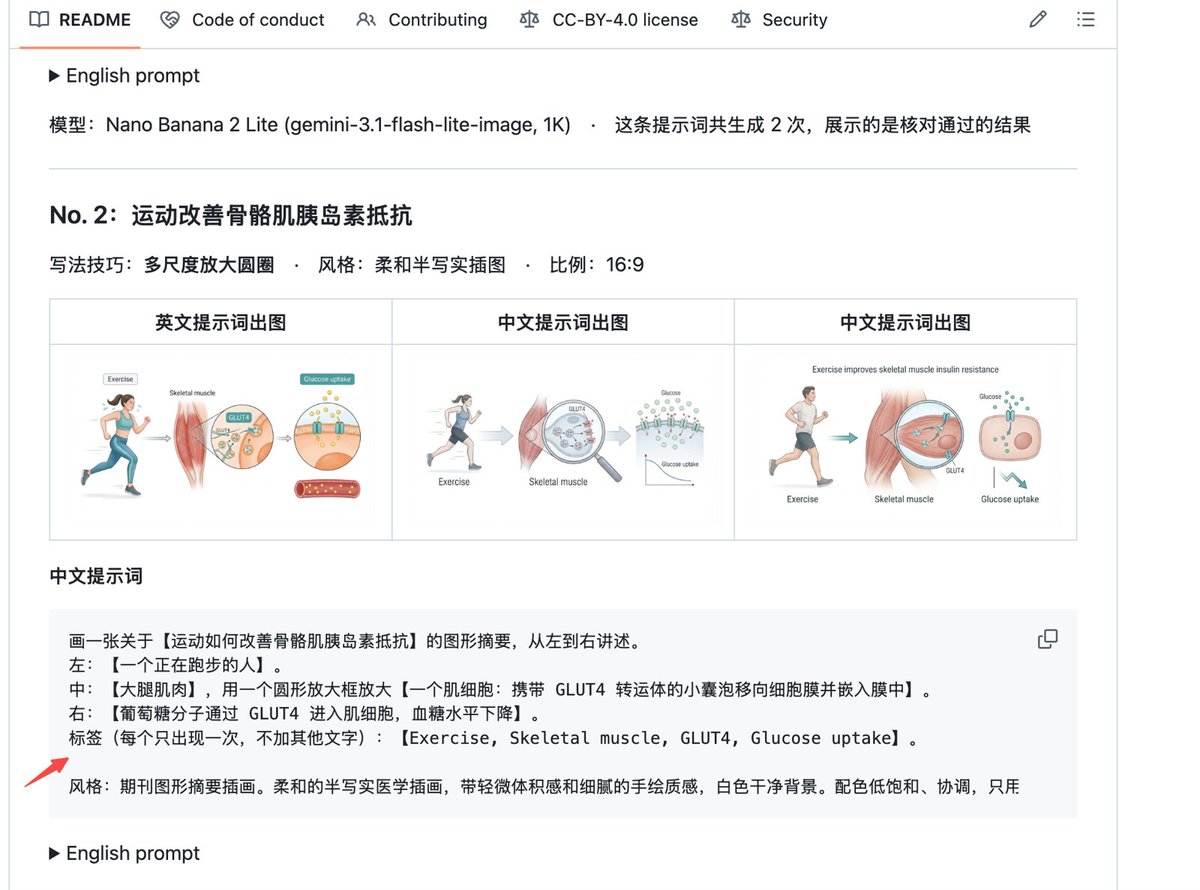 README
Code of conduct
Contributing
CC-BY-4.0 license
Security
▶ English prompt
模型：Nano Banana 2 Lite (gemini-3.1-flash-lite-image, 1K) · 这条提示词共生成 2 次，展示的是核对通过的结果
No. 2：运动改善骨骼肌胰岛素抵抗
写法技巧：多尺度放大圆圈 · 风格：柔和半写实插图 · 比例：16:9
英文提示词出图
中文提示词出图
中文提示词出图
Exercise
Skeletal muscle
GLUT4
GLUT4
Glucose uptake
Exercise
Skeletal muscle
GLUT4
Glucose
Glucose uptake
Exercise improves skeletal muscle insulin resistance
Exercise
Skeletal muscle
GLUT4
Glucose
Glucose uptake
中文提示词
画一张关于【运动如何改善骨骼肌胰岛素抵抗】的图形摘要，从左到右讲述。
左：【一个正在跑步的人】。
中：【大腿肌肉】，用一个圆形放大框放大【一个肌细胞：携带 GLUT4 转运体的小囊泡移向细胞膜并嵌入膜中】。
右：【葡萄糖分子通过 GLUT4 进入肌细胞，血糖水平下降】。
标签（每个只出现一次，不加其他文字）：【Exercise, Skeletal muscle, GLUT4, Glucose uptake】。
风格：期刊图形摘要插画。柔和的半写实医学插画，带轻微体积感和细腻的手绘质感，白色干净背景。配色低饱和、协调，只用
▶ English prompt